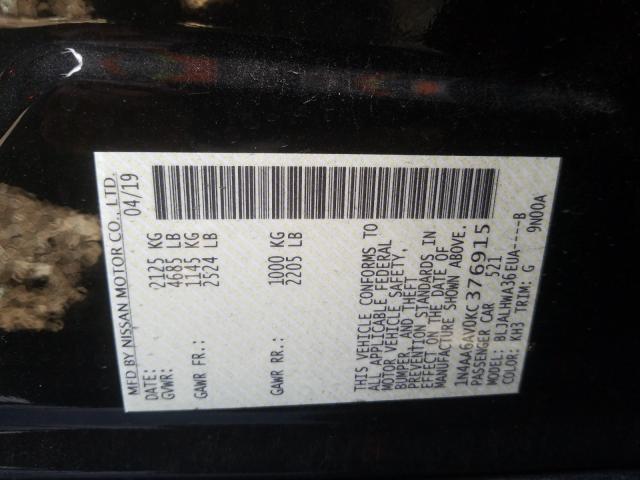 MFD BY NISSAN MOTOR CO., LTD.
DATE: 04/19
GVWR: 2125 KG
4685 LB
GAWR FR.: 1145 KG
2524 LB
GAWR RR.: 1000 KG
2205 LB
THIS VEHICLE CONFORMS TO
ALL APPLICABLE FEDERAL
MOTOR VEHICLE SAFETY,
BUMPER, AND THEFT
PREVENTION STANDARDS IN
EFFECT ON THE DATE OF
MANUFACTURE SHOWN ABOVE.
1N4AA6AV0KC376915
PASSENGER CAR 521
MODEL: BLJALHWA36EUA----B
COLOR: KH3 TRIM: G 9N00A